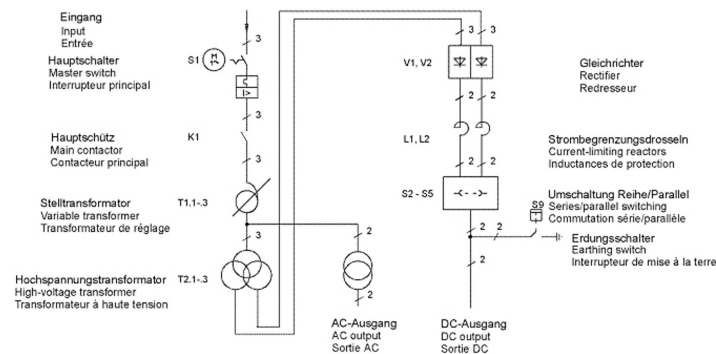 Eingang
Input
Entrée
3
3
3
Hauptschalter
Master switch
Interrupteur principal
S1
M
1~
V1, V2
Gleichrichter
Rectifier
Redresseur
I>
3
2
2
Hauptschütz
Main contactor
Contacteur principal
K1
L1, L2
Strombegrenzungsdrosseln
Current-limiting reactors
Inductances de protection
3
2
2
Stelltransformator
Variable transformer
Transformateur de réglage
T1.1-.3
S2 - S5
Umschaltung Reihe/Parallel
Series/parallel switching
Commutation série/parallèle
S9
3
2
2
2
2
Erdungsschalter
Earthing switch
Interrupteur de mise à la terre
Hochspannungstransformator
High-voltage transformer
Transformateur à haute tension
T2.1-.3
2
2
AC-Ausgang
AC output
Sortie AC
DC-Ausgang
DC output
Sortie DC